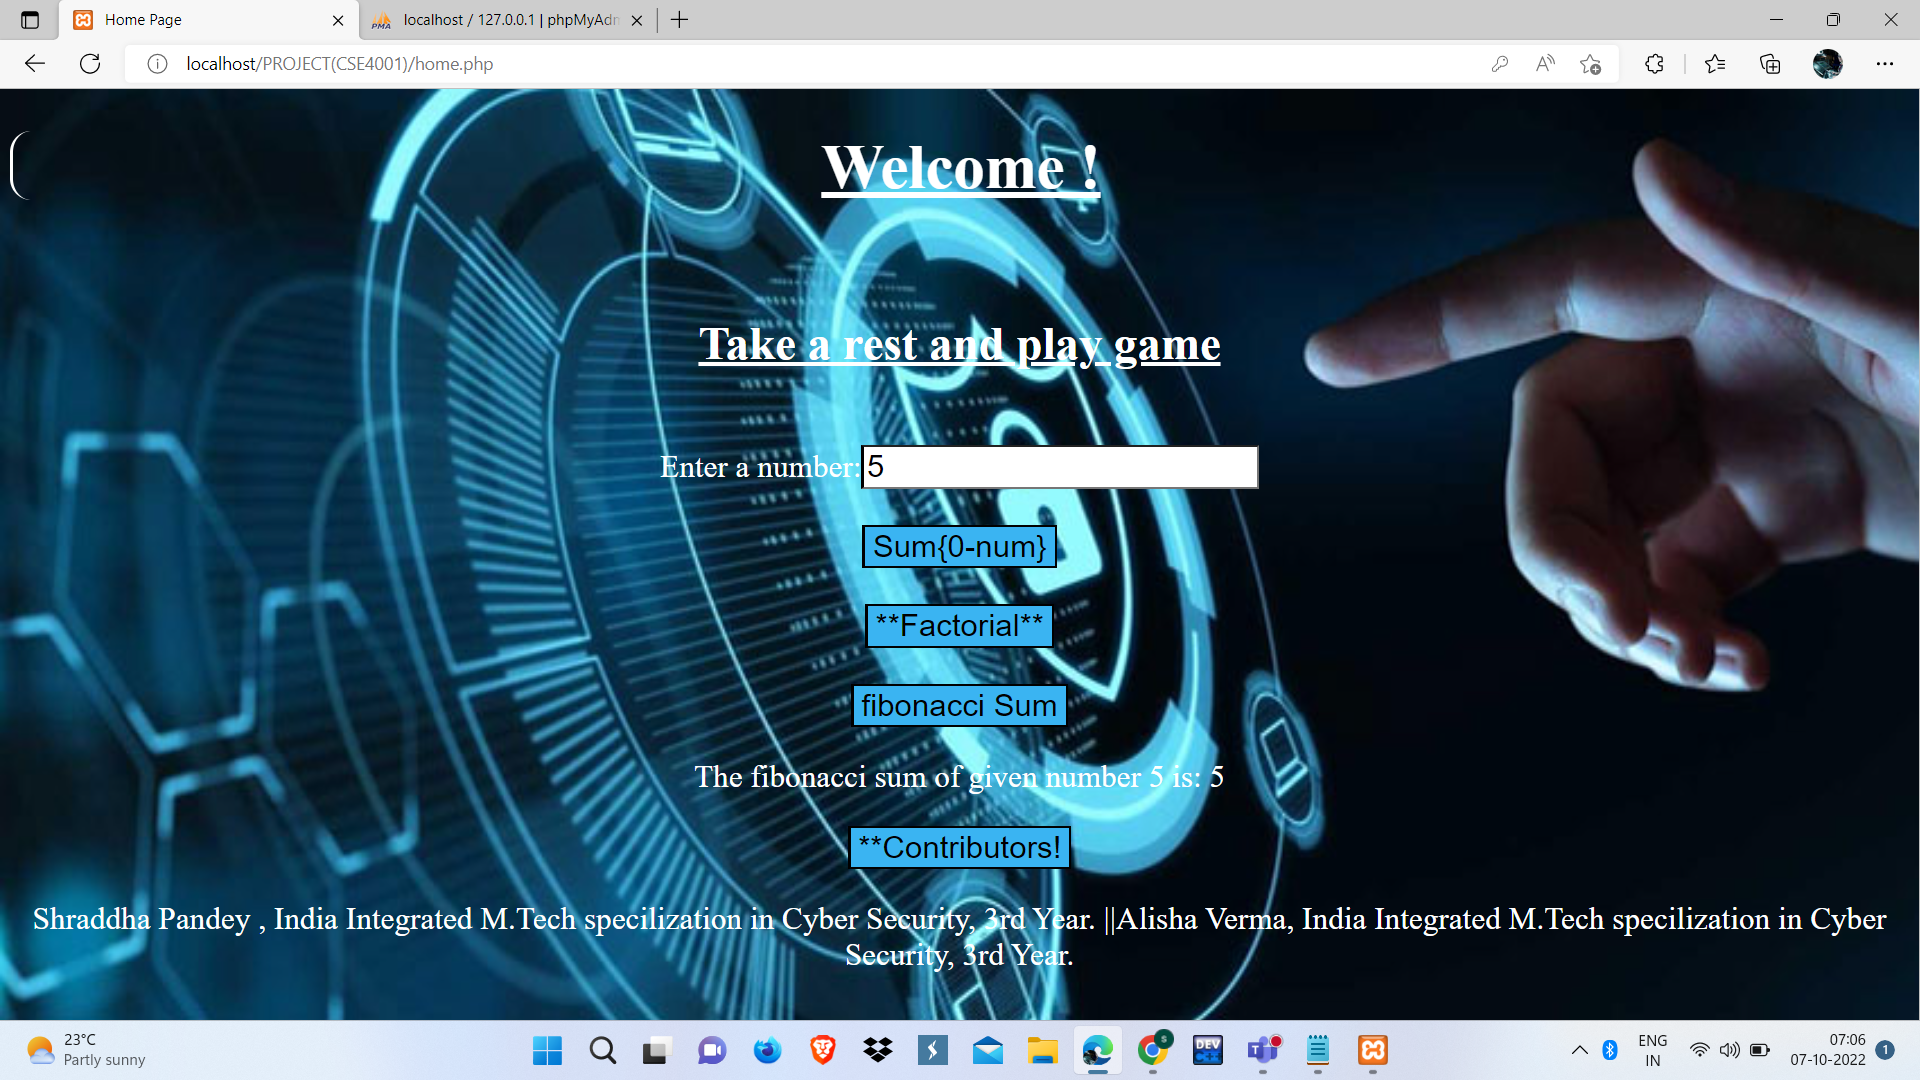 Home Page
localhost / 127.0.0.1 | phpMyAdm
localhost/PROJECT(CSE4001)/home.php
Welcome !
Take a rest and play game
Enter a number: 5
Sum{0-num}
**Factorial**
fibonacci Sum
The fibonacci sum of given number 5 is: 5
**Contributors!
Shraddha Pandey , India Integrated M.Tech specilization in Cyber Security, 3rd Year. ||Alisha Verma, India Integrated M.Tech specilization in Cyber
Security, 3rd Year.
23°C
Partly sunny
DEV
C++
S
ENG
IN
07:06
07-10-2022
1